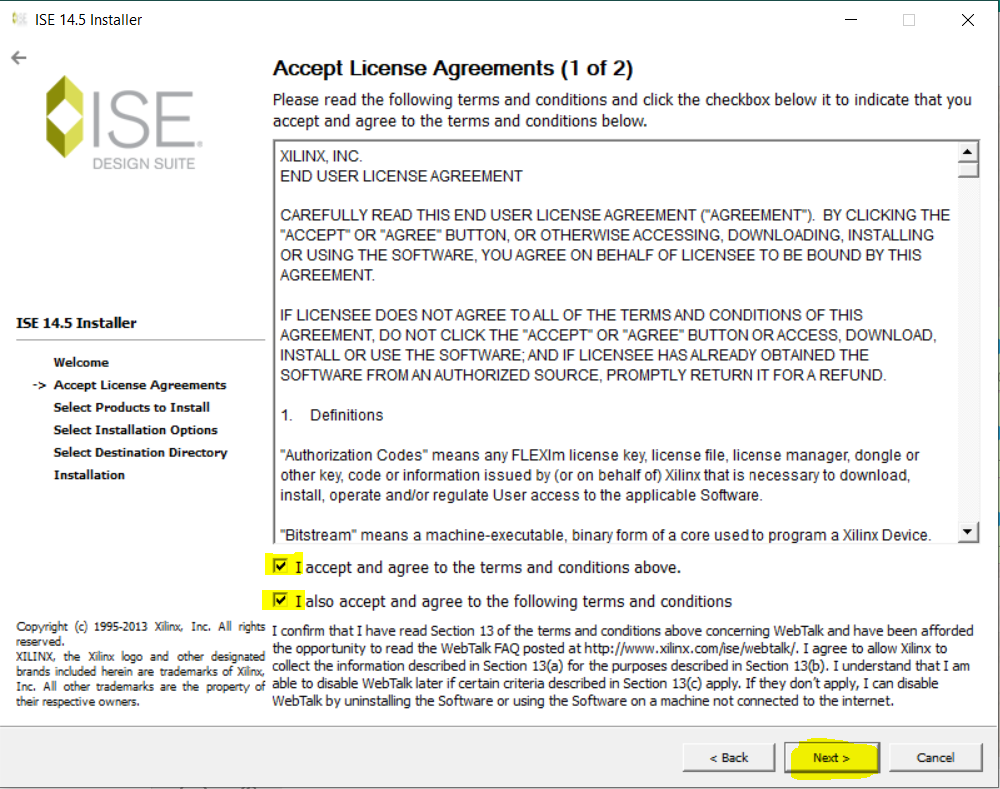 ISE 14.5 Installer
ISE
DESIGN SUITE
ISE 14.5 Installer
Welcome
-> Accept License Agreements
Select Products to Install
Select Installation Options
Select Destination Directory
Installation
Copyright (c) 1995-2013 Xilinx, Inc. All rights
reserved.
XILINX, the Xilinx logo and other designated
brands included herein are trademarks of Xilinx,
Inc. All other trademarks are the property of
their respective owners.
Accept License Agreements (1 of 2)
Please read the following terms and conditions and click the checkbox below it to indicate that you
accept and agree to the terms and conditions below.
XILINX, INC.
END USER LICENSE AGREEMENT
CAREFULLY READ THIS END USER LICENSE AGREEMENT ("AGREEMENT"). BY CLICKING THE
"ACCEPT" OR "AGREE" BUTTON, OR OTHERWISE ACCESSING, DOWNLOADING, INSTALLING
OR USING THE SOFTWARE, YOU AGREE ON BEHALF OF LICENSEE TO BE BOUND BY THIS
AGREEMENT.
IF LICENSEE DOES NOT AGREE TO ALL OF THE TERMS AND CONDITIONS OF THIS
AGREEMENT, DO NOT CLICK THE "ACCEPT" OR "AGREE" BUTTON OR ACCESS, DOWNLOAD,
INSTALL OR USE THE SOFTWARE; AND IF LICENSEE HAS ALREADY OBTAINED THE
SOFTWARE FROM AN AUTHORIZED SOURCE, PROMPTLY RETURN IT FOR A REFUND.
1. Definitions
"Authorization Codes" means any FLEXlm license key, license file, license manager, dongle or
other key, code or information issued by (or on behalf of) Xilinx that is necessary to download,
install, operate and/or regulate User access to the applicable Software.
"Bitstream" means a machine-executable, binary form of a core used to program a Xilinx Device.
I accept and agree to the terms and conditions above.
I also accept and agree to the following terms and conditions
I confirm that I have read Section 13 of the terms and conditions above concerning WebTalk and have been afforded
the opportunity to read the WebTalk FAQ posted at http://www.xilinx.com/ise/webtalk/. I agree to allow Xilinx to
collect the information described in Section 13(a) for the purposes described in Section 13(b). I understand that I am
able to disable WebTalk later if certain criteria described in Section 13(c) apply. If they don't apply, I can disable
WebTalk by uninstalling the Software or using the Software on a machine not connected to the internet.
< Back
Next >
Cancel